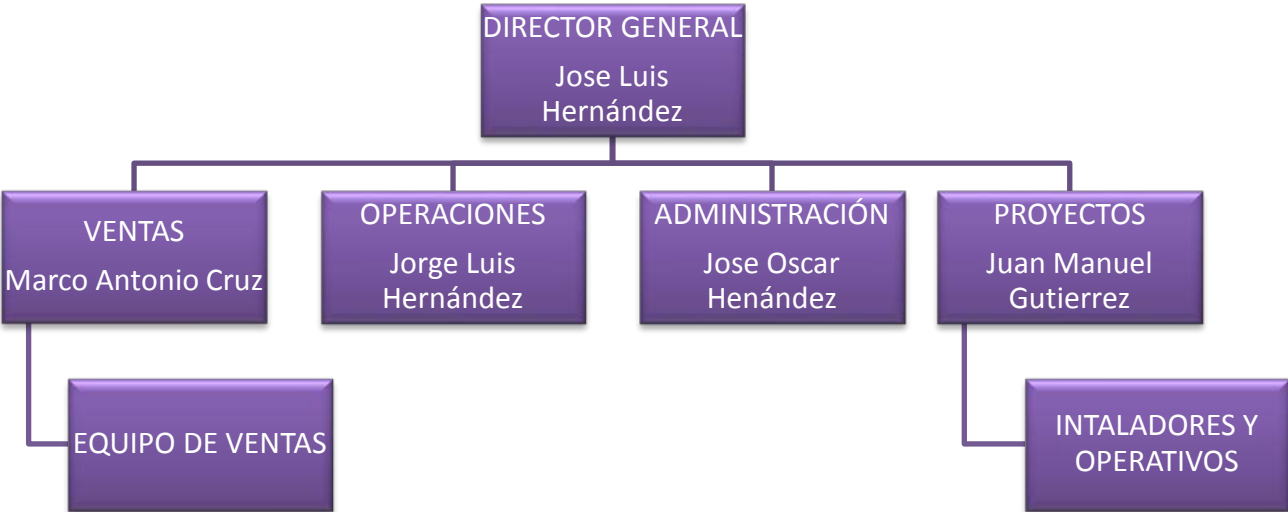 DIRECTOR GENERAL
Jose Luis
Hernández
VENTAS
Marco Antonio Cruz
OPERACIONES
Jorge Luis
Hernández
ADMINISTRACIÓN
Jose Oscar
Henández
PROYECTOS
Juan Manuel
Gutierrez
EQUIPO DE VENTAS
INTALADORES Y
OPERATIVOS